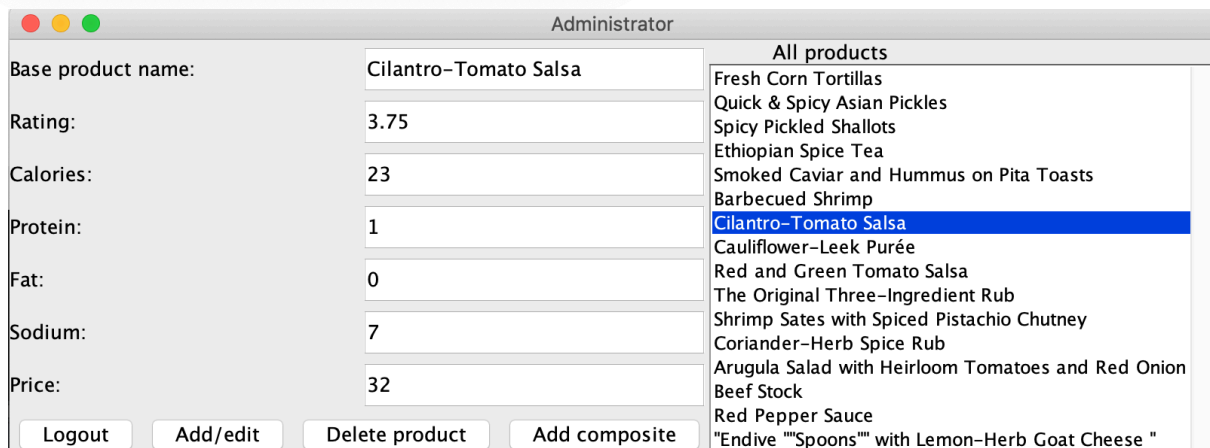 Administrator
Base product name:
Cilantro-Tomato Salsa
Rating:
3.75
Calories:
23
Protein:
1
Fat:
0
Sodium:
7
Price:
32
Logout
Add/edit
Delete product
Add composite
All products
Fresh Corn Tortillas
Quick & Spicy Asian Pickles
Spicy Pickled Shallots
Ethiopian Spice Tea
Smoked Caviar and Hummus on Pita Toasts
Barbecued Shrimp
Cilantro-Tomato Salsa
Cauliflower-Leek Purée
Red and Green Tomato Salsa
The Original Three-Ingredient Rub
Shrimp Sates with Spiced Pistachio Chutney
Coriander-Herb Spice Rub
Arugula Salad with Heirloom Tomatoes and Red Onion
Beef Stock
Red Pepper Sauce
"Endive ""Spoons"" with Lemon-Herb Goat Cheese "